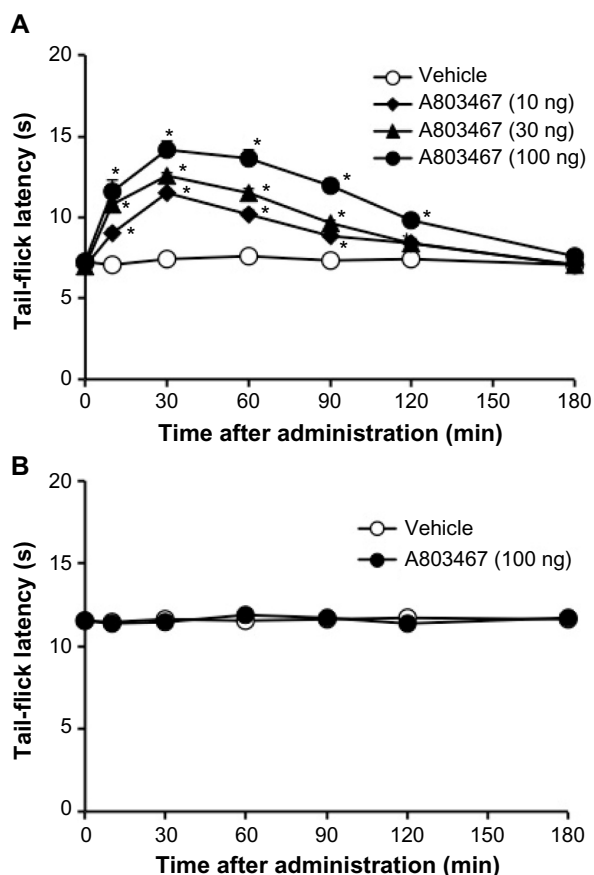 A
20
15
10
5
0
Tail-flick latency (s)
Vehicle
A803467 (10 ng)
A803467 (30 ng)
A803467 (100 ng)
* * * * *
* * * *
* * * *
0 30 60 90 120 180
Time after administration (min)
B
20
15
10
5
0
Tail-flick latency (s)
Vehicle
A803467 (100 ng)
0 30 60 90 120 180
Time after administration (min)